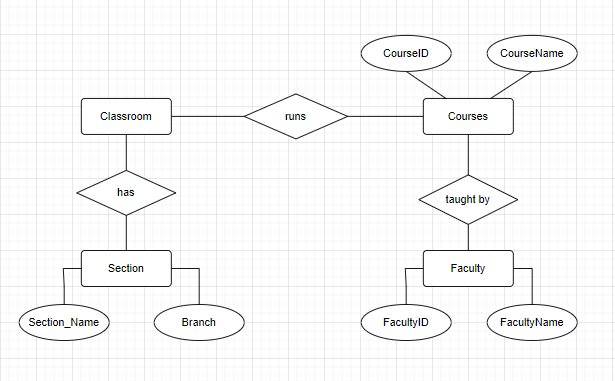 CourseID
CourseName
Classroom
runs
Courses
has
taught by
Section
Faculty
Section_Name
Branch
FacultyID
FacultyName